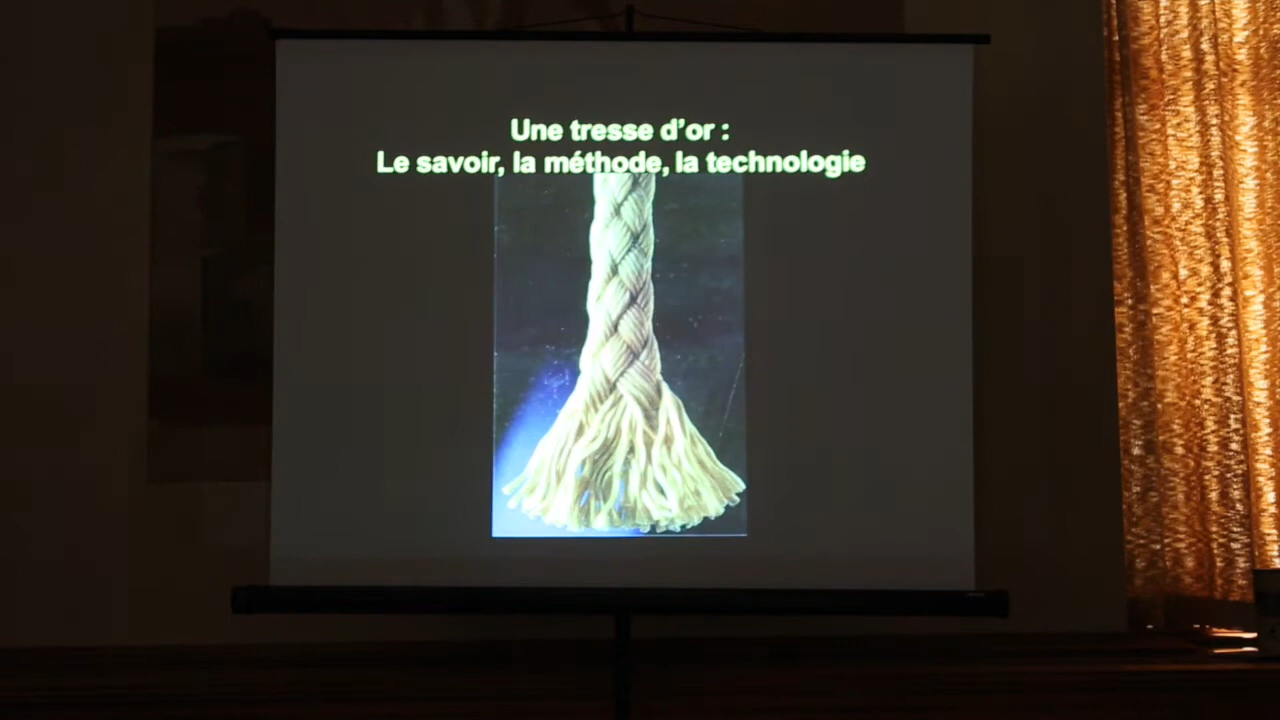 Une tresse d’or :
Le savoir, la méthode, la technologie